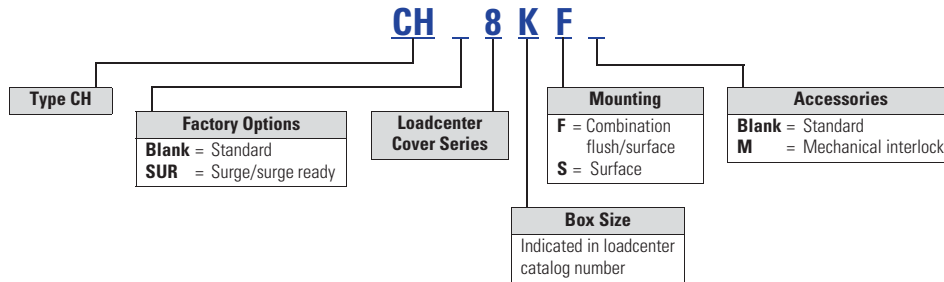 CH _ 8 K F _
Type CH
Factory Options
Blank = Standard
SUR = Surge/surge ready
Loadcenter
Cover Series
Mounting
F = Combination
flush/surface
S = Surface
Accessories
Blank = Standard
M = Mechanical interlock
Box Size
Indicated in loadcenter
catalog number